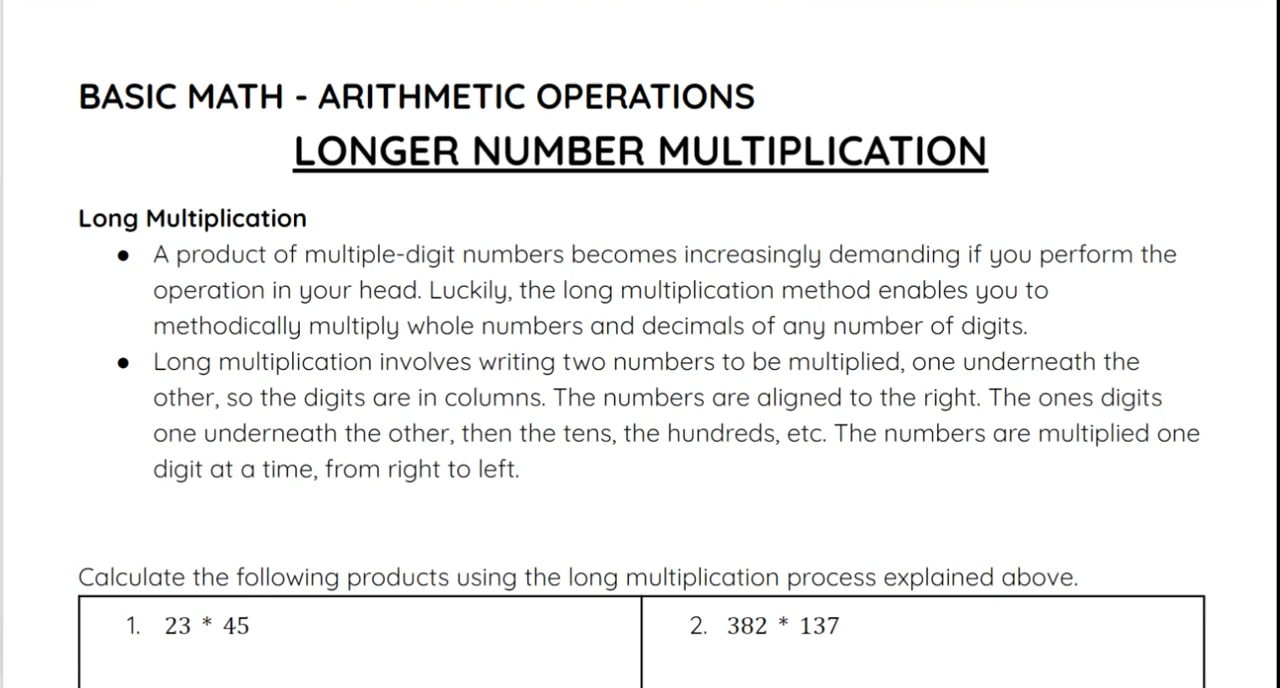 BASIC MATH - ARITHMETIC OPERATIONS
LONGER NUMBER MULTIPLICATION
Long Multiplication
● A product of multiple-digit numbers becomes increasingly demanding if you perform the
operation in your head. Luckily, the long multiplication method enables you to
methodically multiply whole numbers and decimals of any number of digits.
● Long multiplication involves writing two numbers to be multiplied, one underneath the
other, so the digits are in columns. The numbers are aligned to the right. The ones digits
one underneath the other, then the tens, the hundreds, etc. The numbers are multiplied one
digit at a time, from right to left.
Calculate the following products using the long multiplication process explained above.
1. 23 * 45
2. 382 * 137